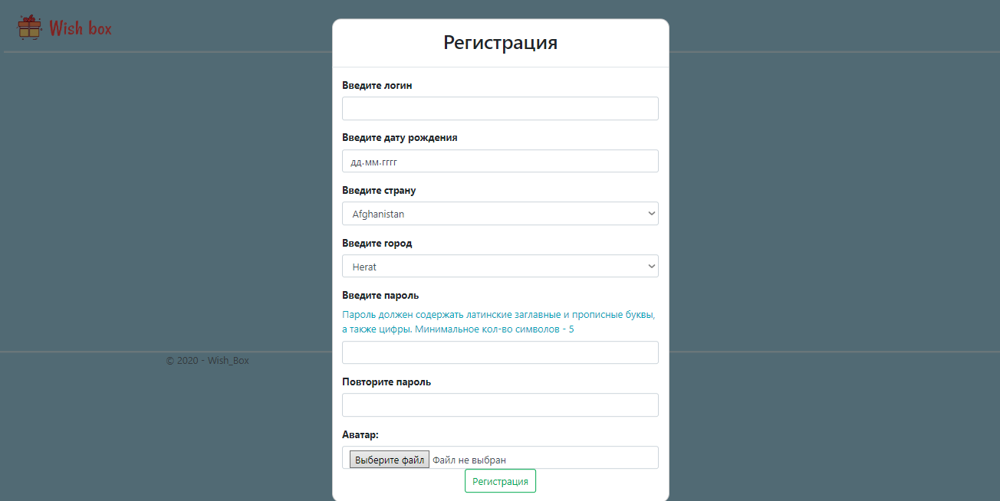 Wish box
Регистрация
Введите логин
Введите дату рождения
дд.мм.гггг
Введите страну
Afghanistan
Введите город
Herat
Введите пароль
Пароль должен содержать латинские заглавные и прописные буквы,
а также цифры. Минимальное кол-во символов - 5
© 2020 - Wish_Box
Повторите пароль
Аватар:
Выберите файл Файл не выбран
Регистрация